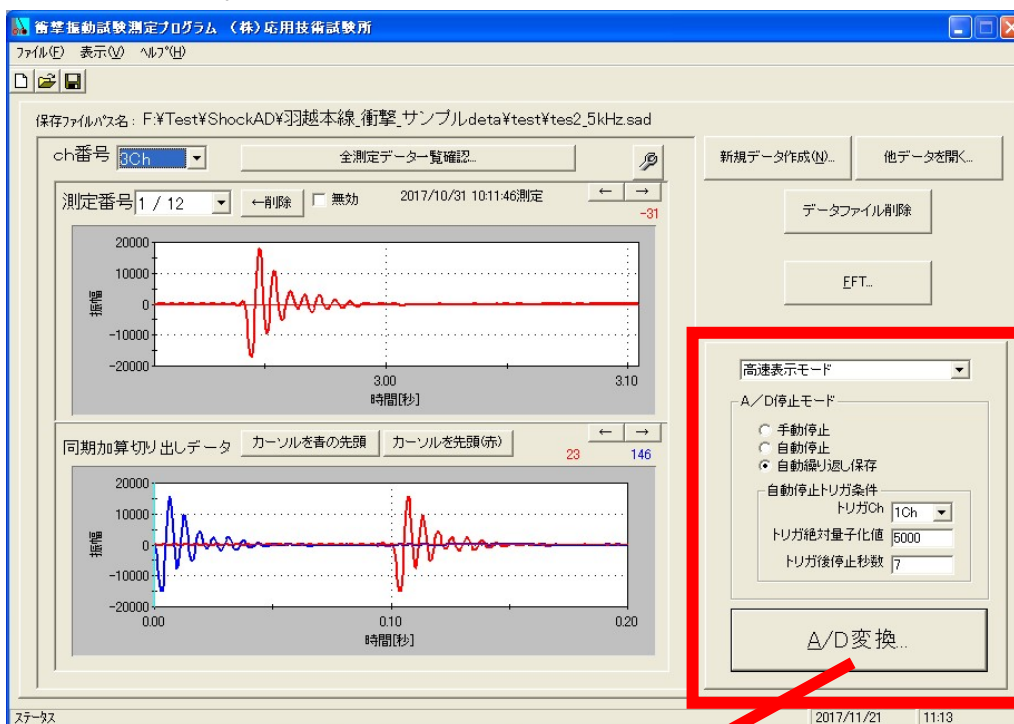 衝撃振動試験測定プログラム （株）応用技術試験所
ファイル(F) 表示(V) ヘルプ(H)
保存ファイルパス名： F:¥Test¥ShockAD¥羽越本線_衝撃_サンプルdeta¥test¥tes2_5kHz.sad
ch番号 3Ch 全測定データ一覧確認...
新規データ作成(N)... 他データを開く...
測定番号 1 / 12 ←削除 無効 2017/10/31 10:11:46測定 ← →
-31
データファイル削除
FFT...
20000
10000
0
-10000
-20000
振幅
3.00 3.10
時間[秒]
同期加算切り出しデータ カーソルを青の先頭 カーソルを先頭(赤) ← →
23 146
20000
10000
0
-10000
-20000
振幅
0.00 0.10 0.20
時間[秒]
高速表示モード
A／D停止モード
手動停止
自動停止
自動繰り返し保存
自動停止トリガ条件
トリガCh 1Ch
トリガ絶対量子化値 5000
トリガ後停止秒数 7
A/D変換...
ステータス 2017/11/21 11:13